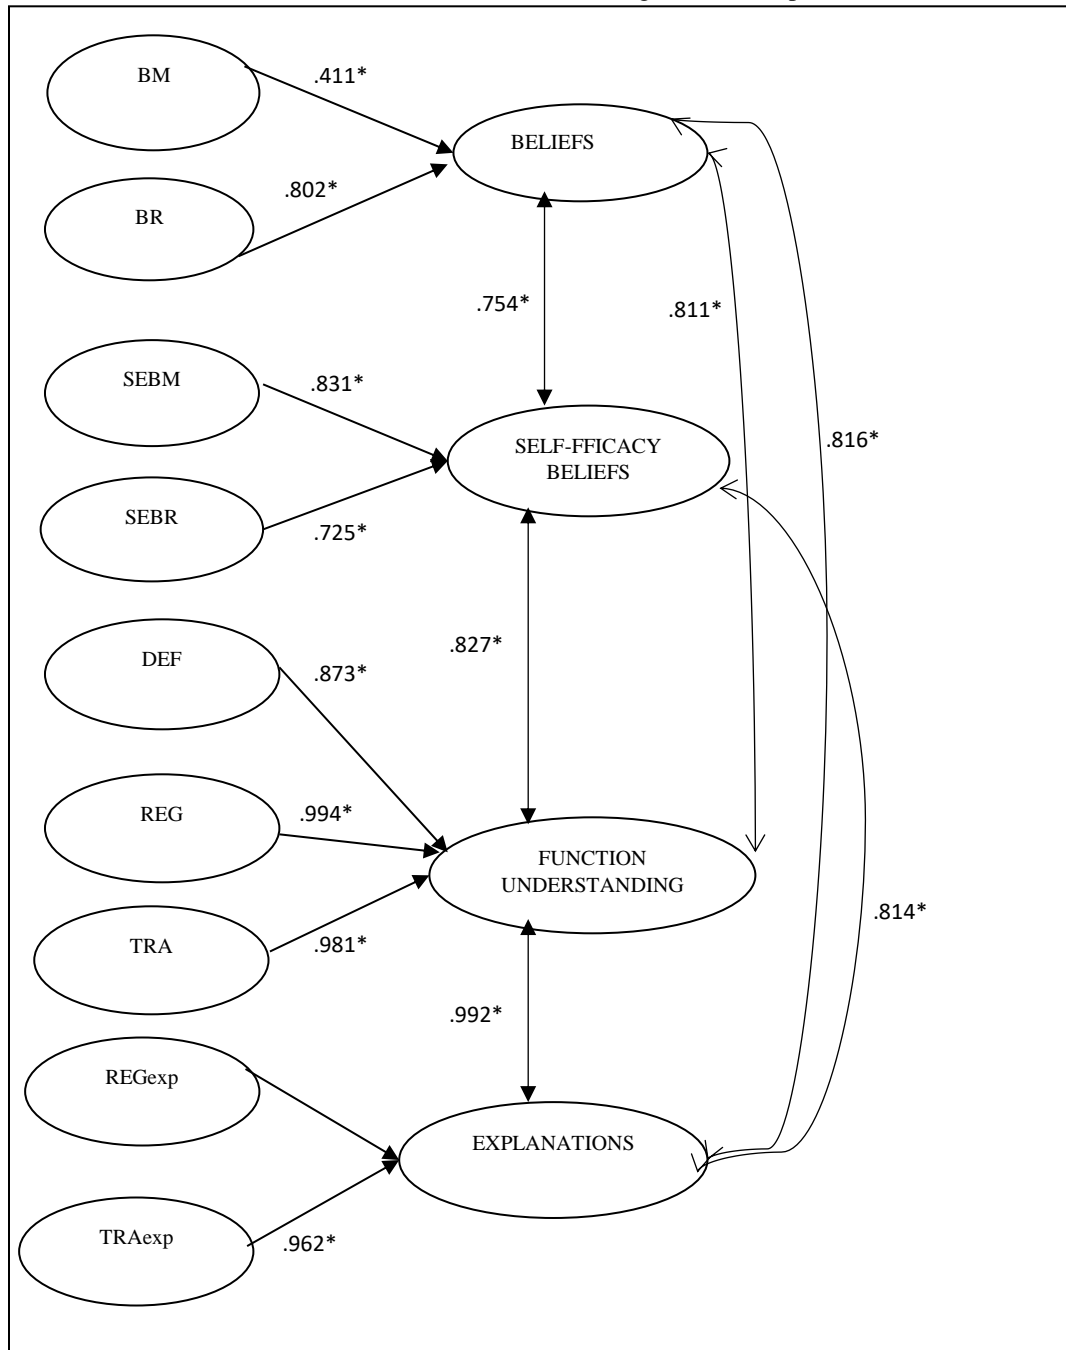 BM
.411*
BELIEFS
BR
.802*
.754*
.811*
SEBM
.831*
SELF-FFICACY
BELIEFS
.816*
SEBR
.725*
DEF
.873*
.827*
REG
.994*
FUNCTION
UNDERSTANDING
TRA
.981*
.814*
.992*
REGexp
EXPLANATIONS
TRAexp
.962*